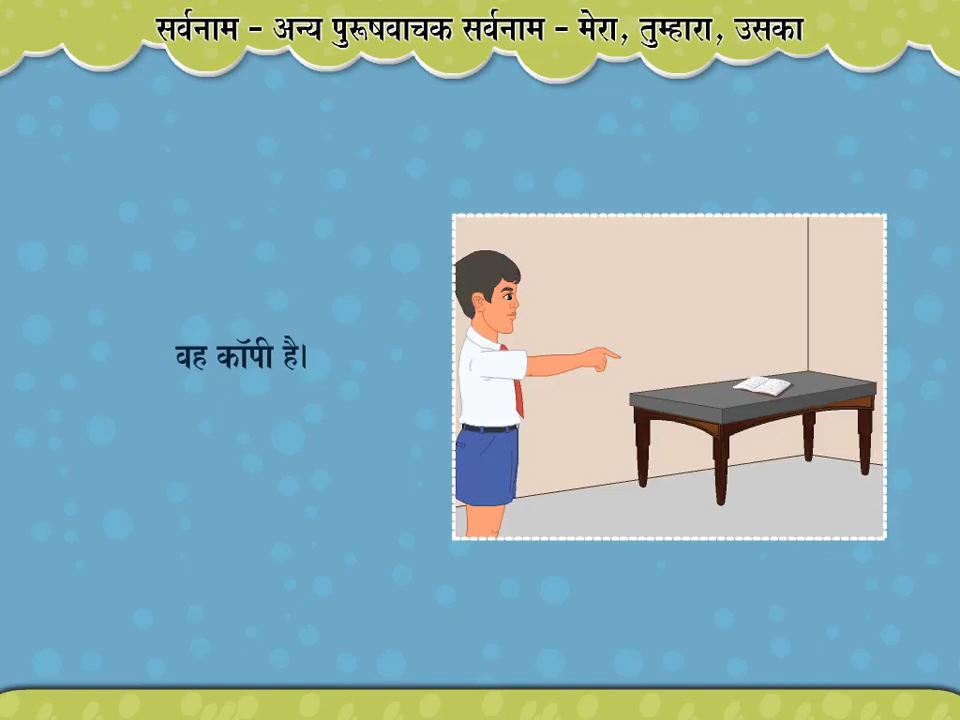 सर्वनाम - अन्य पुरूषवाचक सर्वनाम - मेरा, तुम्हारा, उसका
वह कॉपी है।